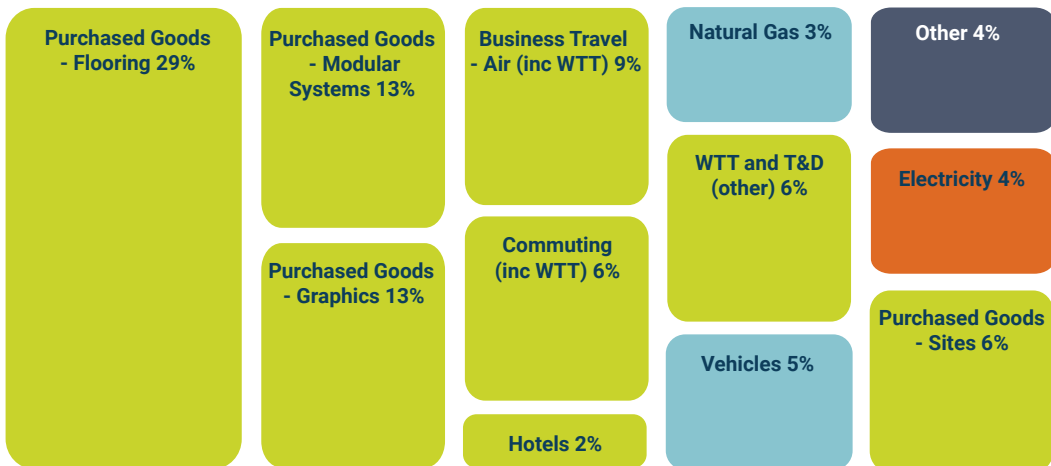 Purchased Goods
- Flooring 29%
Purchased Goods
- Modular
Systems 13%
Purchased Goods
- Graphics 13%
Business Travel
- Air (inc WTT) 9%
Commuting
(inc WTT) 6%
Hotels 2%
Natural Gas 3%
WTT and T&D
(other) 6%
Vehicles 5%
Other 4%
Electricity 4%
Purchased Goods
- Sites 6%